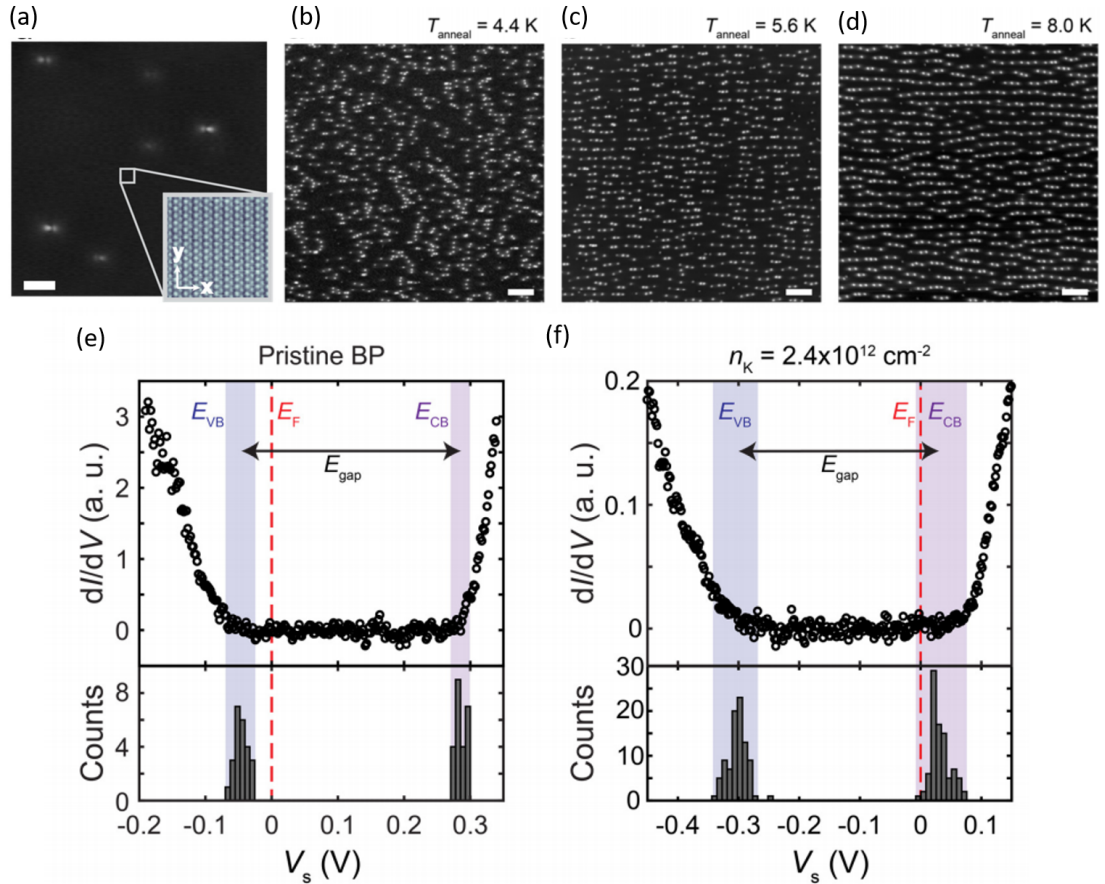 (a)
(b)
T_anneal = 4.4 K
(c)
T_anneal = 5.6 K
(d)
T_anneal = 8.0 K
y
x
(e)
Pristine BP
E_VB
E_F
E_CB
E_gap
dI/dV (a. u.)
3
2
1
0
Counts
8
4
0
-0.2
-0.1
0
0.1
0.2
0.3
V_s (V)
(f)
n_K = 2.4x10¹² cm⁻²
E_VB
E_F
E_CB
E_gap
dI/dV (a. u.)
0.2
0.1
0
Counts
30
20
10
0
-0.4
-0.3
-0.2
-0.1
0
0.1
V_s (V)